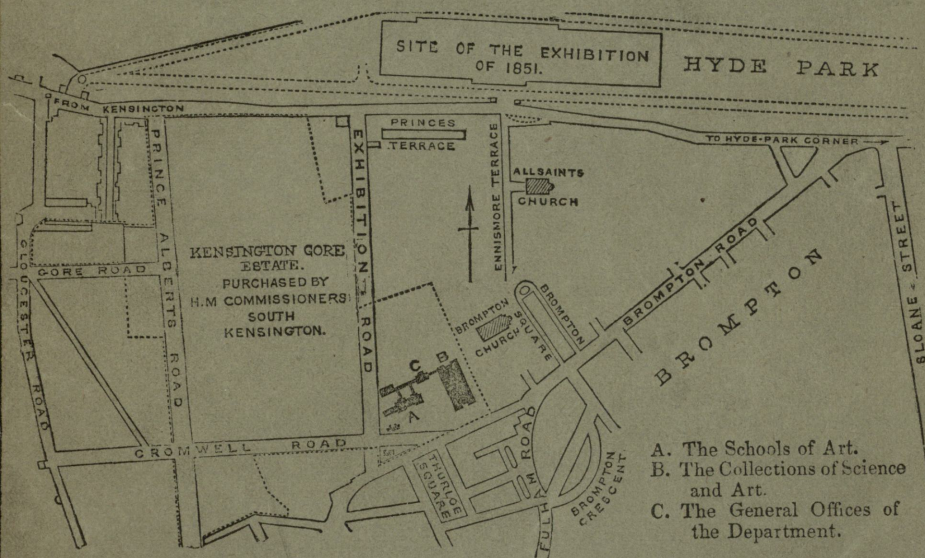 SITE OF THE EXHIBITION
OF 1851.
HYDE PARK
FROM KENSINGTON
PRINCES
TERRACE
TO HYDE-PARK CORNER
PRINCE ALBERTS ROAD
EXHIBITION ROAD
ENNISMORE TERRACE
ALLSAINTS
CHURCH
SLOANE STREET
KENSINGTON GORE
ESTATE.
PURCHASED BY
H.M COMMISSIONERS
SOUTH
KENSINGTON.
GORE ROAD
GLOUCESTER ROAD
BROMPTON ROAD
BROMPTON
BROMPTON
CHURCH
BROMPTON
SQUARE
C
B
A
CROMWELL ROAD
THURLOE
SQUARE
FULHAM ROAD
BROMPTON
CRESCENT
A. The Schools of Art.
B. The Collections of Science
and Art.
C. The General Offices of
the Department.